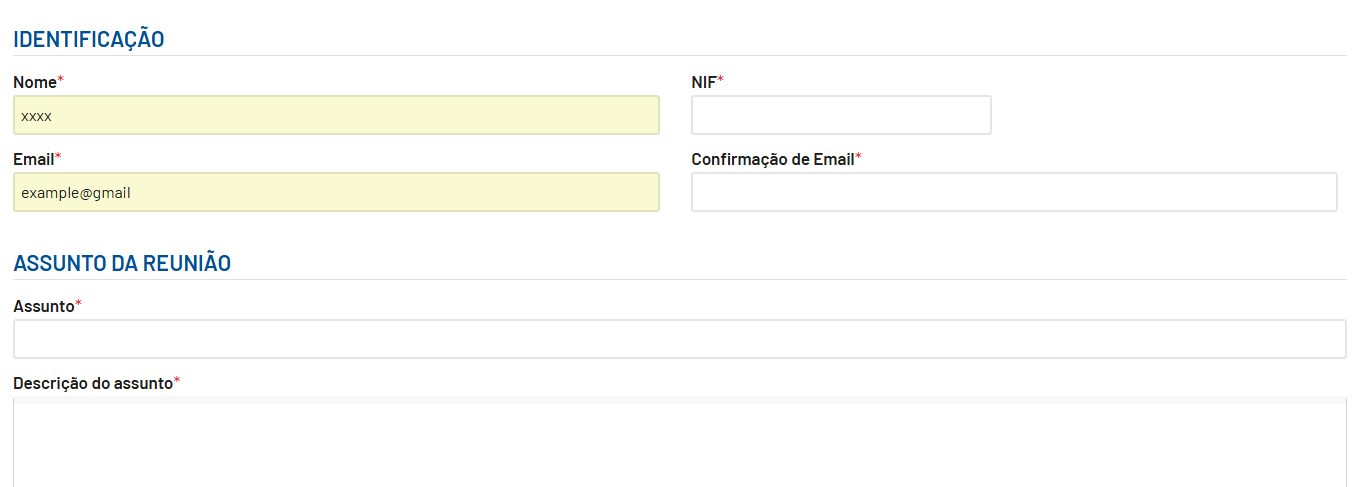 IDENTIFICAÇÃO
Nome* NIF*
xxxx
Email* Confirmação de Email*
example@gmail
ASSUNTO DA REUNIÃO
Assunto*
Descrição do assunto*